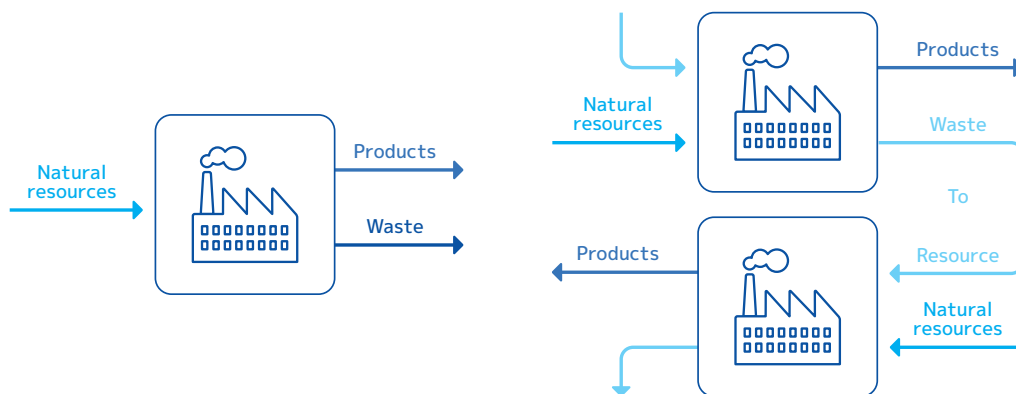 Natural
resources
Products
Waste
Natural
resources
Products
Waste
To
Resource
Products
Natural
resources